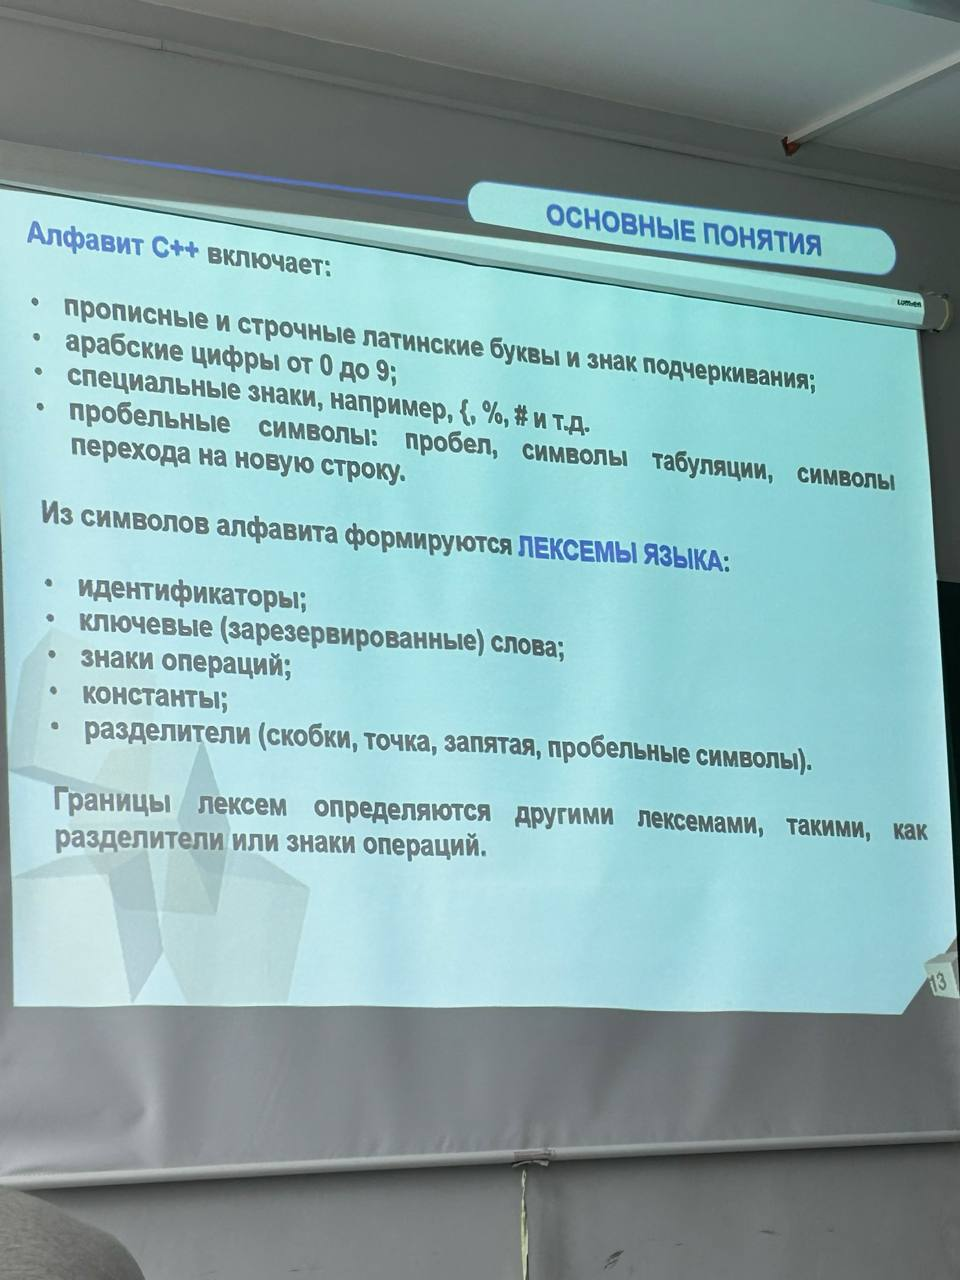 ОСНОВНЫЕ ПОНЯТИЯ
Lumien
Алфавит C++ включает:
• прописные и строчные латинские буквы и знак подчеркивания;
• арабские цифры от 0 до 9;
• специальные знаки, например, {, %, # и т.д.
• пробельные символы: пробел, символы табуляции, символы
перехода на новую строку.
Из символов алфавита формируются ЛЕКСЕМЫ ЯЗЫКА:
• идентификаторы;
• ключевые (зарезервированные) слова;
• знаки операций;
• константы;
• разделители (скобки, точка, запятая, пробельные символы).
Границы лексем определяются другими лексемами, такими, как
разделители или знаки операций.
13